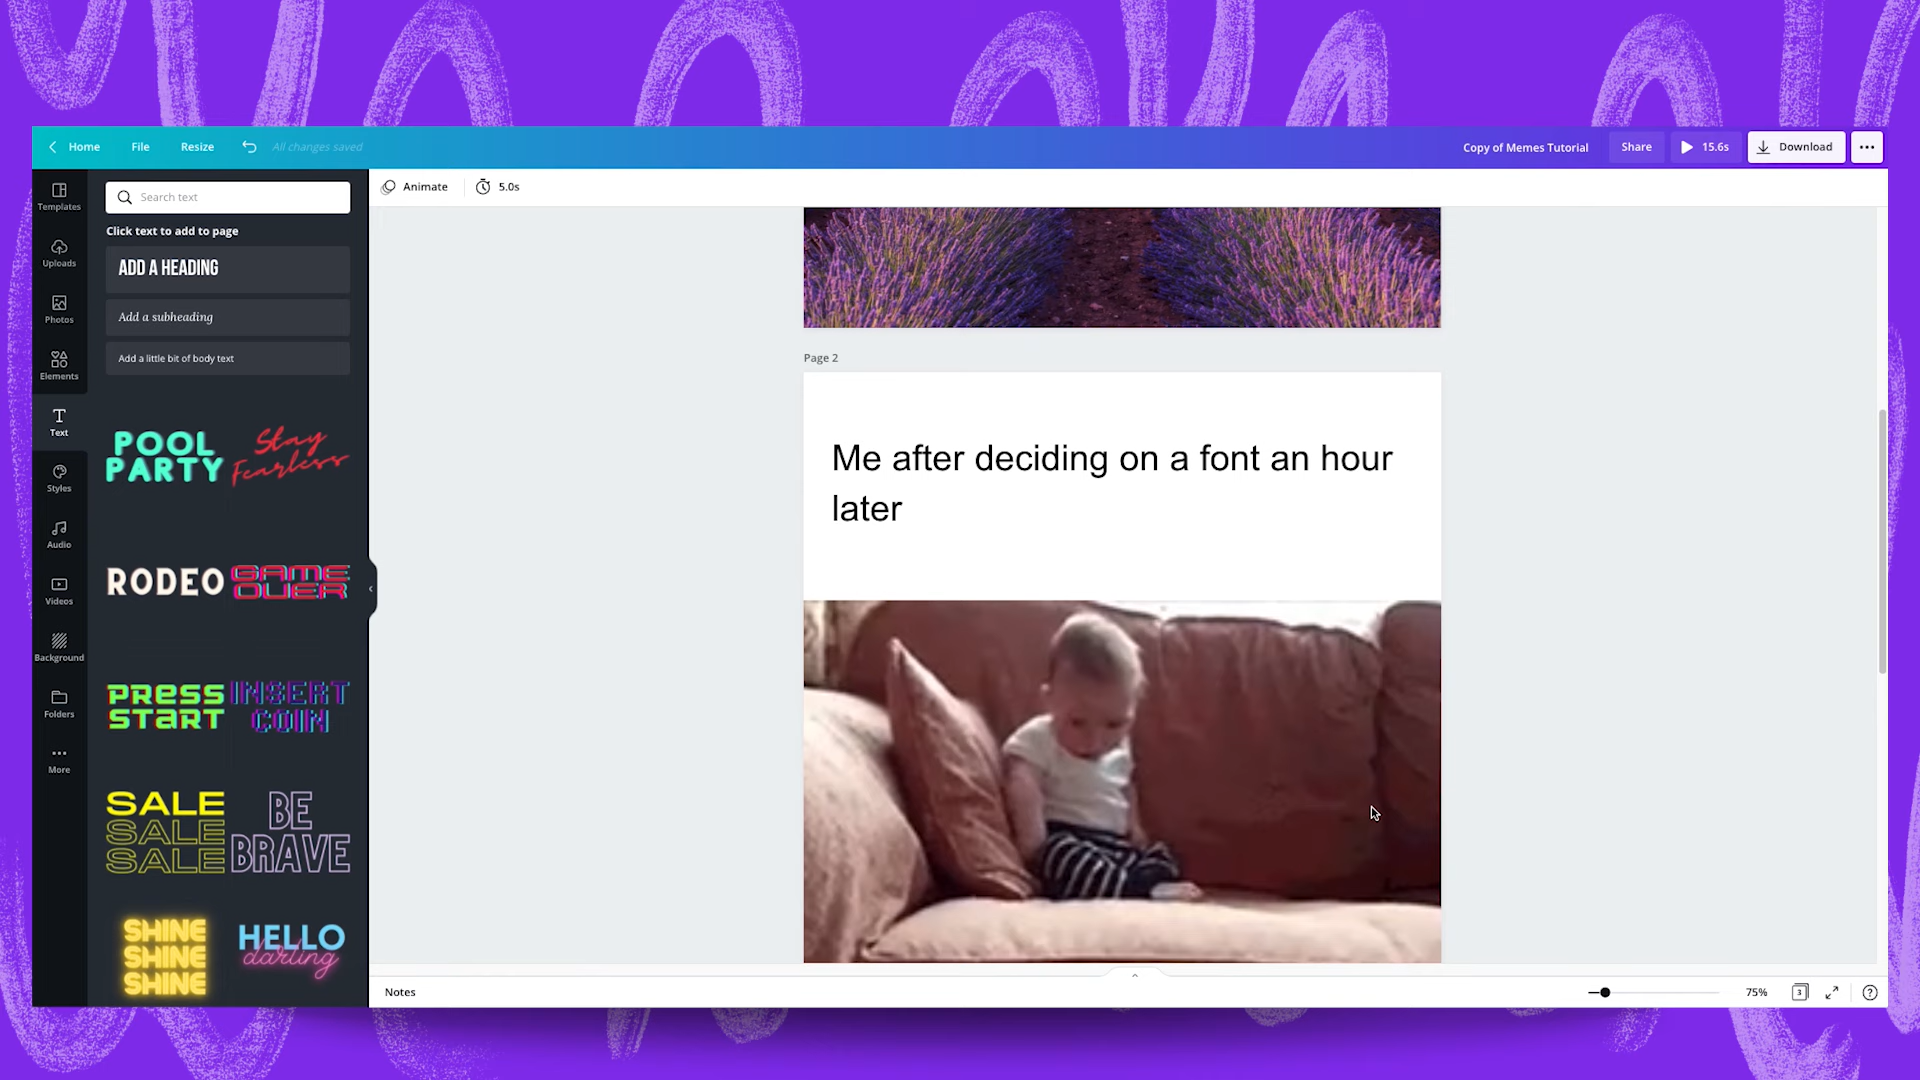 Home
File
Resize
All changes saved
Copy of Memes Tutorial
Share
15.6s
Download
Templates
Uploads
Photos
Elements
Text
Styles
Audio
Videos
Background
Folders
More
Search text
Click text to add to page
ADD A HEADING
Add a subheading
Add a little bit of body text
POOL
PARTY
Stay
Fearless
RODEO
GAME
OVER
PRESS
START
INSERT
COIN
SALE
SALE
SALE
BE
BRAVE
SHINE
SHINE
SHINE
HELLO
darling
Animate
5.0s
Page 2
Me after deciding on a font an hour
later
Notes
75%
3
?